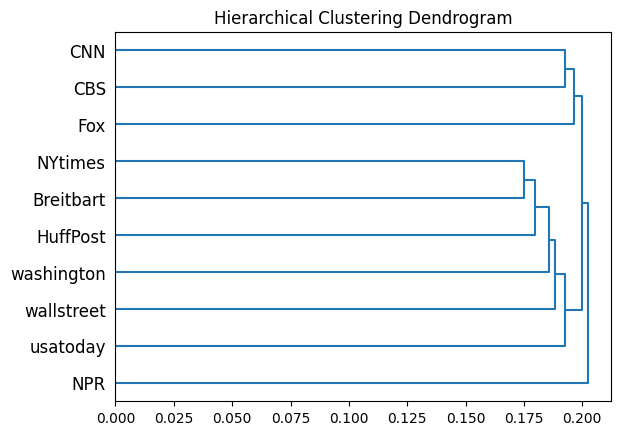 Hierarchical Clustering Dendrogram
CNN
CBS
Fox
NYtimes
Breitbart
HuffPost
washington
wallstreet
usatoday
NPR
0.000 0.025 0.050 0.075 0.100 0.125 0.150 0.175 0.200